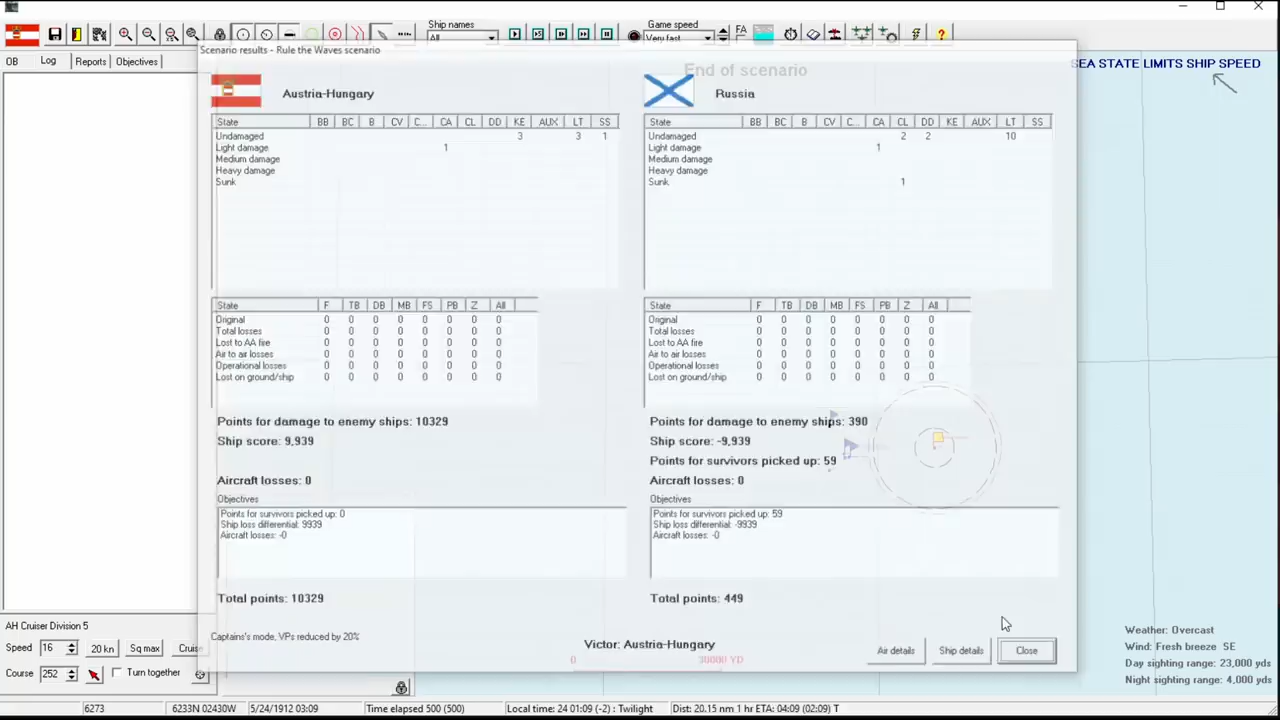 Ship names
Game speed
All
Very fast
FA
OB Log Reports Objectives
Scenario results - Rule the Waves scenario
End of scenario
SEA STATE LIMITS SHIP SPEED
Austria-Hungary
Russia
State BB BC B CV C... CA CL DD KE AUX LT SS
Undamaged 3 3 1
Light damage 1
Medium damage
Heavy damage
Sunk
State BB BC B CV C... CA CL DD KE AUX LT SS
Undamaged 2 2 10
Light damage 1
Medium damage
Heavy damage
Sunk 1
State F TB DB MB FS PB Z All
Original 0 0 0 0 0 0 0 0
Total losses 0 0 0 0 0 0 0 0
Lost to AA fire 0 0 0 0 0 0 0 0
Air to air losses 0 0 0 0 0 0 0 0
Operational losses 0 0 0 0 0 0 0 0
Lost on ground/ship 0 0 0 0 0 0 0 0
State F TB DB MB FS PB Z All
Original 0 0 0 0 0 0 0 0
Total losses 0 0 0 0 0 0 0 0
Lost to AA fire 0 0 0 0 0 0 0 0
Air to air losses 0 0 0 0 0 0 0 0
Operational losses 0 0 0 0 0 0 0 0
Lost on ground/ship 0 0 0 0 0 0 0 0
Points for damage to enemy ships: 10329
Ship score: 9,939
Aircraft losses: 0
Objectives
Points for survivors picked up: 0
Ship loss differential: 9939
Aircraft losses: -0
Total points: 10329
Points for damage to enemy ships: 390
Ship score: -9,939
Points for survivors picked up: 59
Aircraft losses: 0
Objectives
Points for survivors picked up: 59
Ship loss differential: -9939
Aircraft losses: -0
Total points: 449
Captains's mode, VPs reduced by 20%
Victor: Austria-Hungary
0 30000 YD
Air details Ship details Close
AH Cruiser Division 5
Speed 16 20 kn Sq max Cruise
Course 252 Turn together
Weather: Overcast
Wind: Fresh breeze SE
Day sighting range: 23,000 yds
Night sighting range: 4,000 yds
6273 6233N 02430W 5/24/1912 03:09 Time elapsed 500 (500) Local time: 24 01:09 (-2) : Twilight Dist: 20.15 nm 1 hr ETA: 04:09 (02:09) T